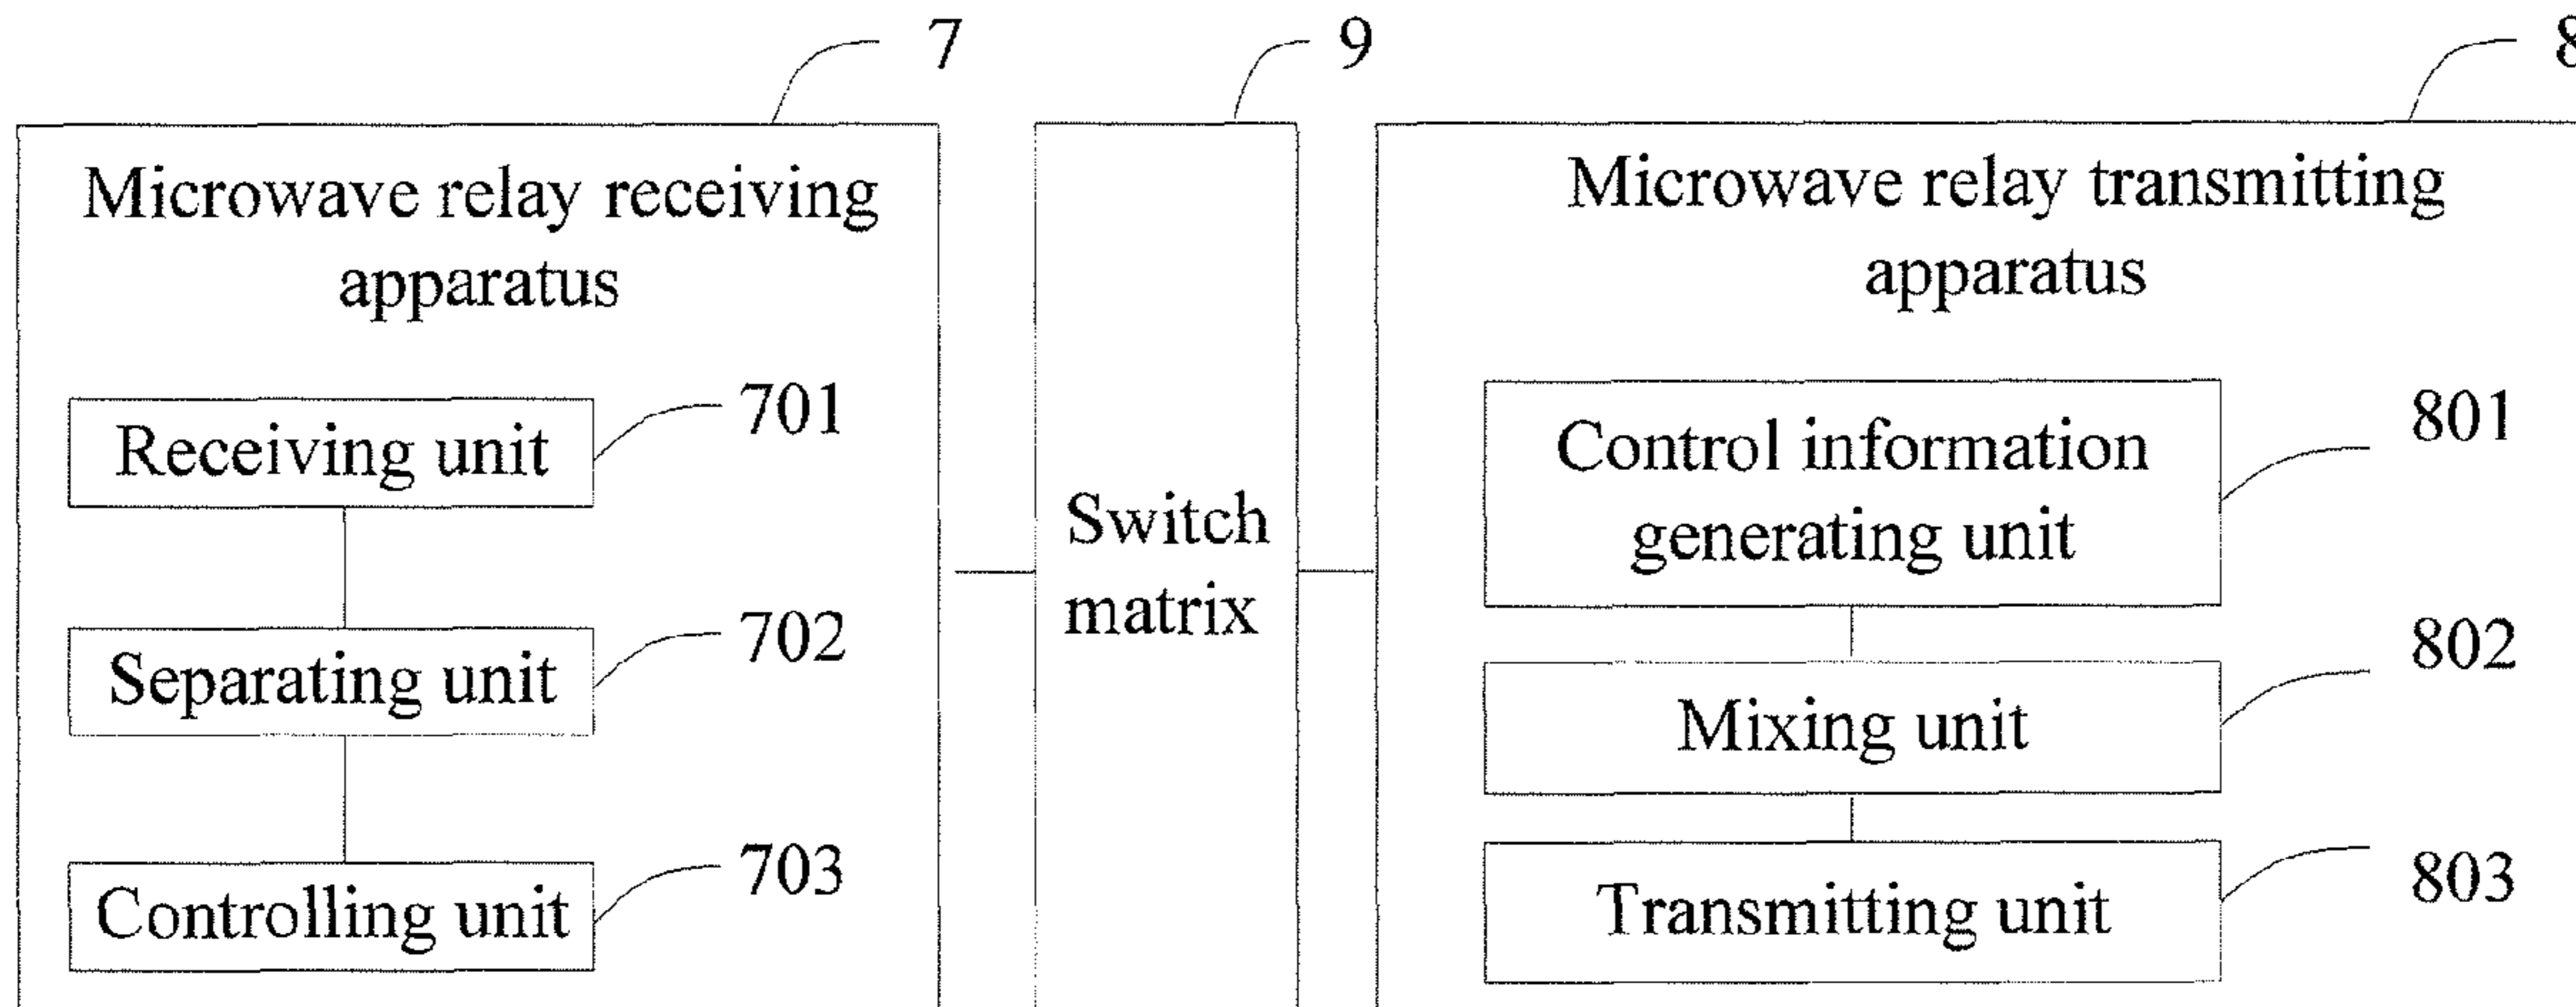 7
9
8
Microwave relay receiving
apparatus
Receiving unit
701
Separating unit
702
Controlling unit
703
Switch
matrix
Microwave relay transmitting
apparatus
Control information
generating unit
801
Mixing unit
802
Transmitting unit
803